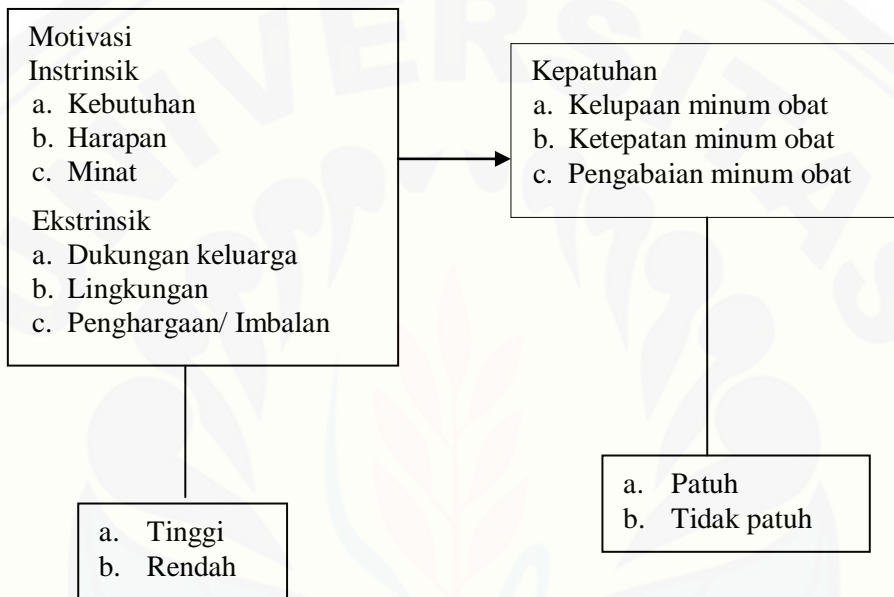 Motivasi
Instrinsik
a. Kebutuhan
b. Harapan
c. Minat
Ekstrinsik
a. Dukungan keluarga
b. Lingkungan
c. Penghargaan/ Imbalan
Kepatuhan
a. Kelupaan minum obat
b. Ketepatan minum obat
c. Pengabaian minum obat
a. Tinggi
b. Rendah
a. Patuh
b. Tidak patuh
UNIVERSITAS